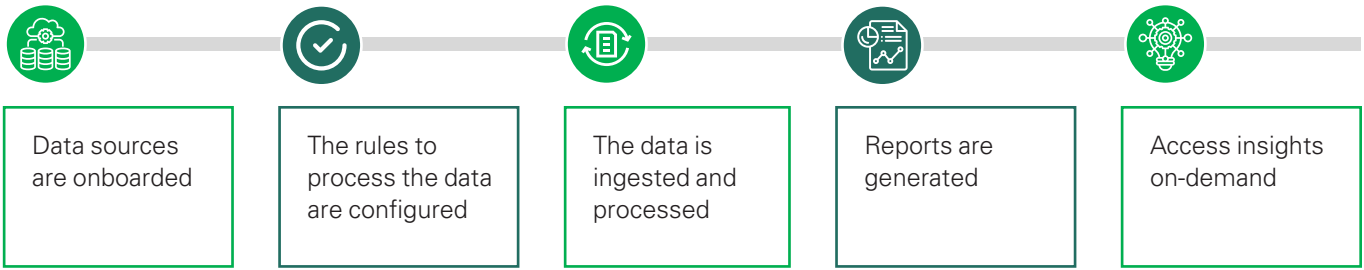 Data sources
are onboarded
The rules to
process the data
are configured
The data is
ingested and
processed
Reports are
generated
Access insights
on-demand